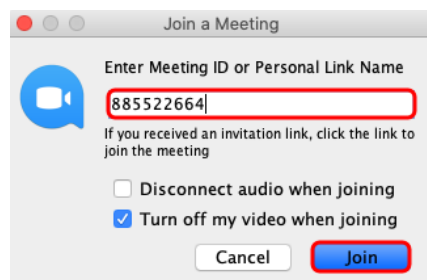 Join a Meeting
Enter Meeting ID or Personal Link Name
885522664
If you received an invitation link, click the link to
join the meeting
Disconnect audio when joining
Turn off my video when joining
Cancel Join